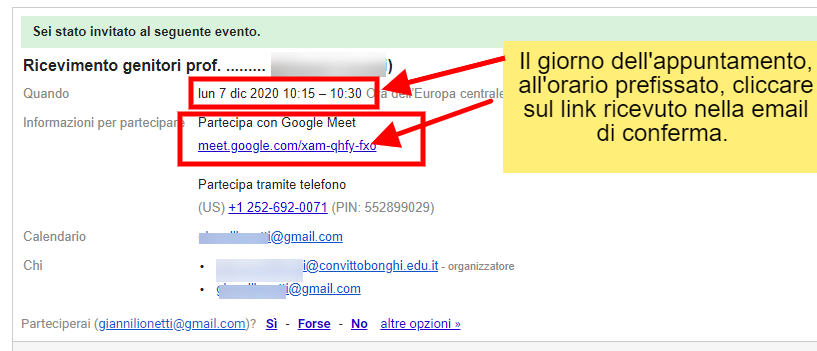 Sei stato invitato al seguente evento.
Ricevimento genitori prof. ......... )
Il giorno dell'appuntamento,
all'orario prefissato, cliccare
sul link ricevuto nella email
di conferma.
Quando lun 7 dic 2020 10:15 – 10:30 Ora dell'Europa centrale
Informazioni per partecipare Partecipa con Google Meet
meet.google.com/xam-qhfy-fxo
Partecipa tramite telefono
(US) +1 252-692-0071 (PIN: 552899029)
Calendario @gmail.com
Chi • i@convittobonghi.edu.it - organizzatore
• @gmail.com
Parteciperai (giannilionetti@gmail.com)? Sì - Forse - No altre opzioni »